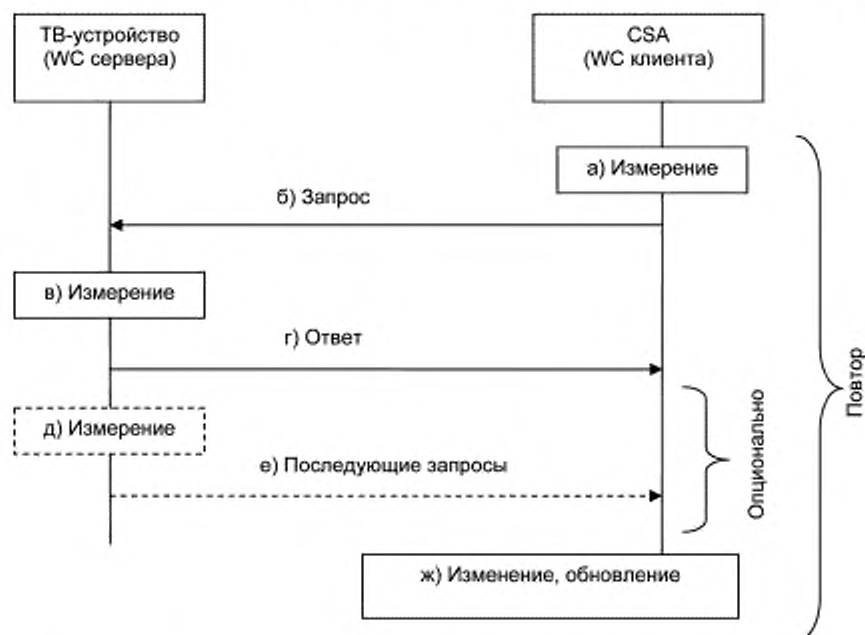 ТВ-устройство
(WC сервера)
CSA
(WC клиента)
а) Измерение
б) Запрос
в) Измерение
г) Ответ
д) Измерение
е) Последующие запросы
ж) Изменение, обновление
Опционально
Повтор